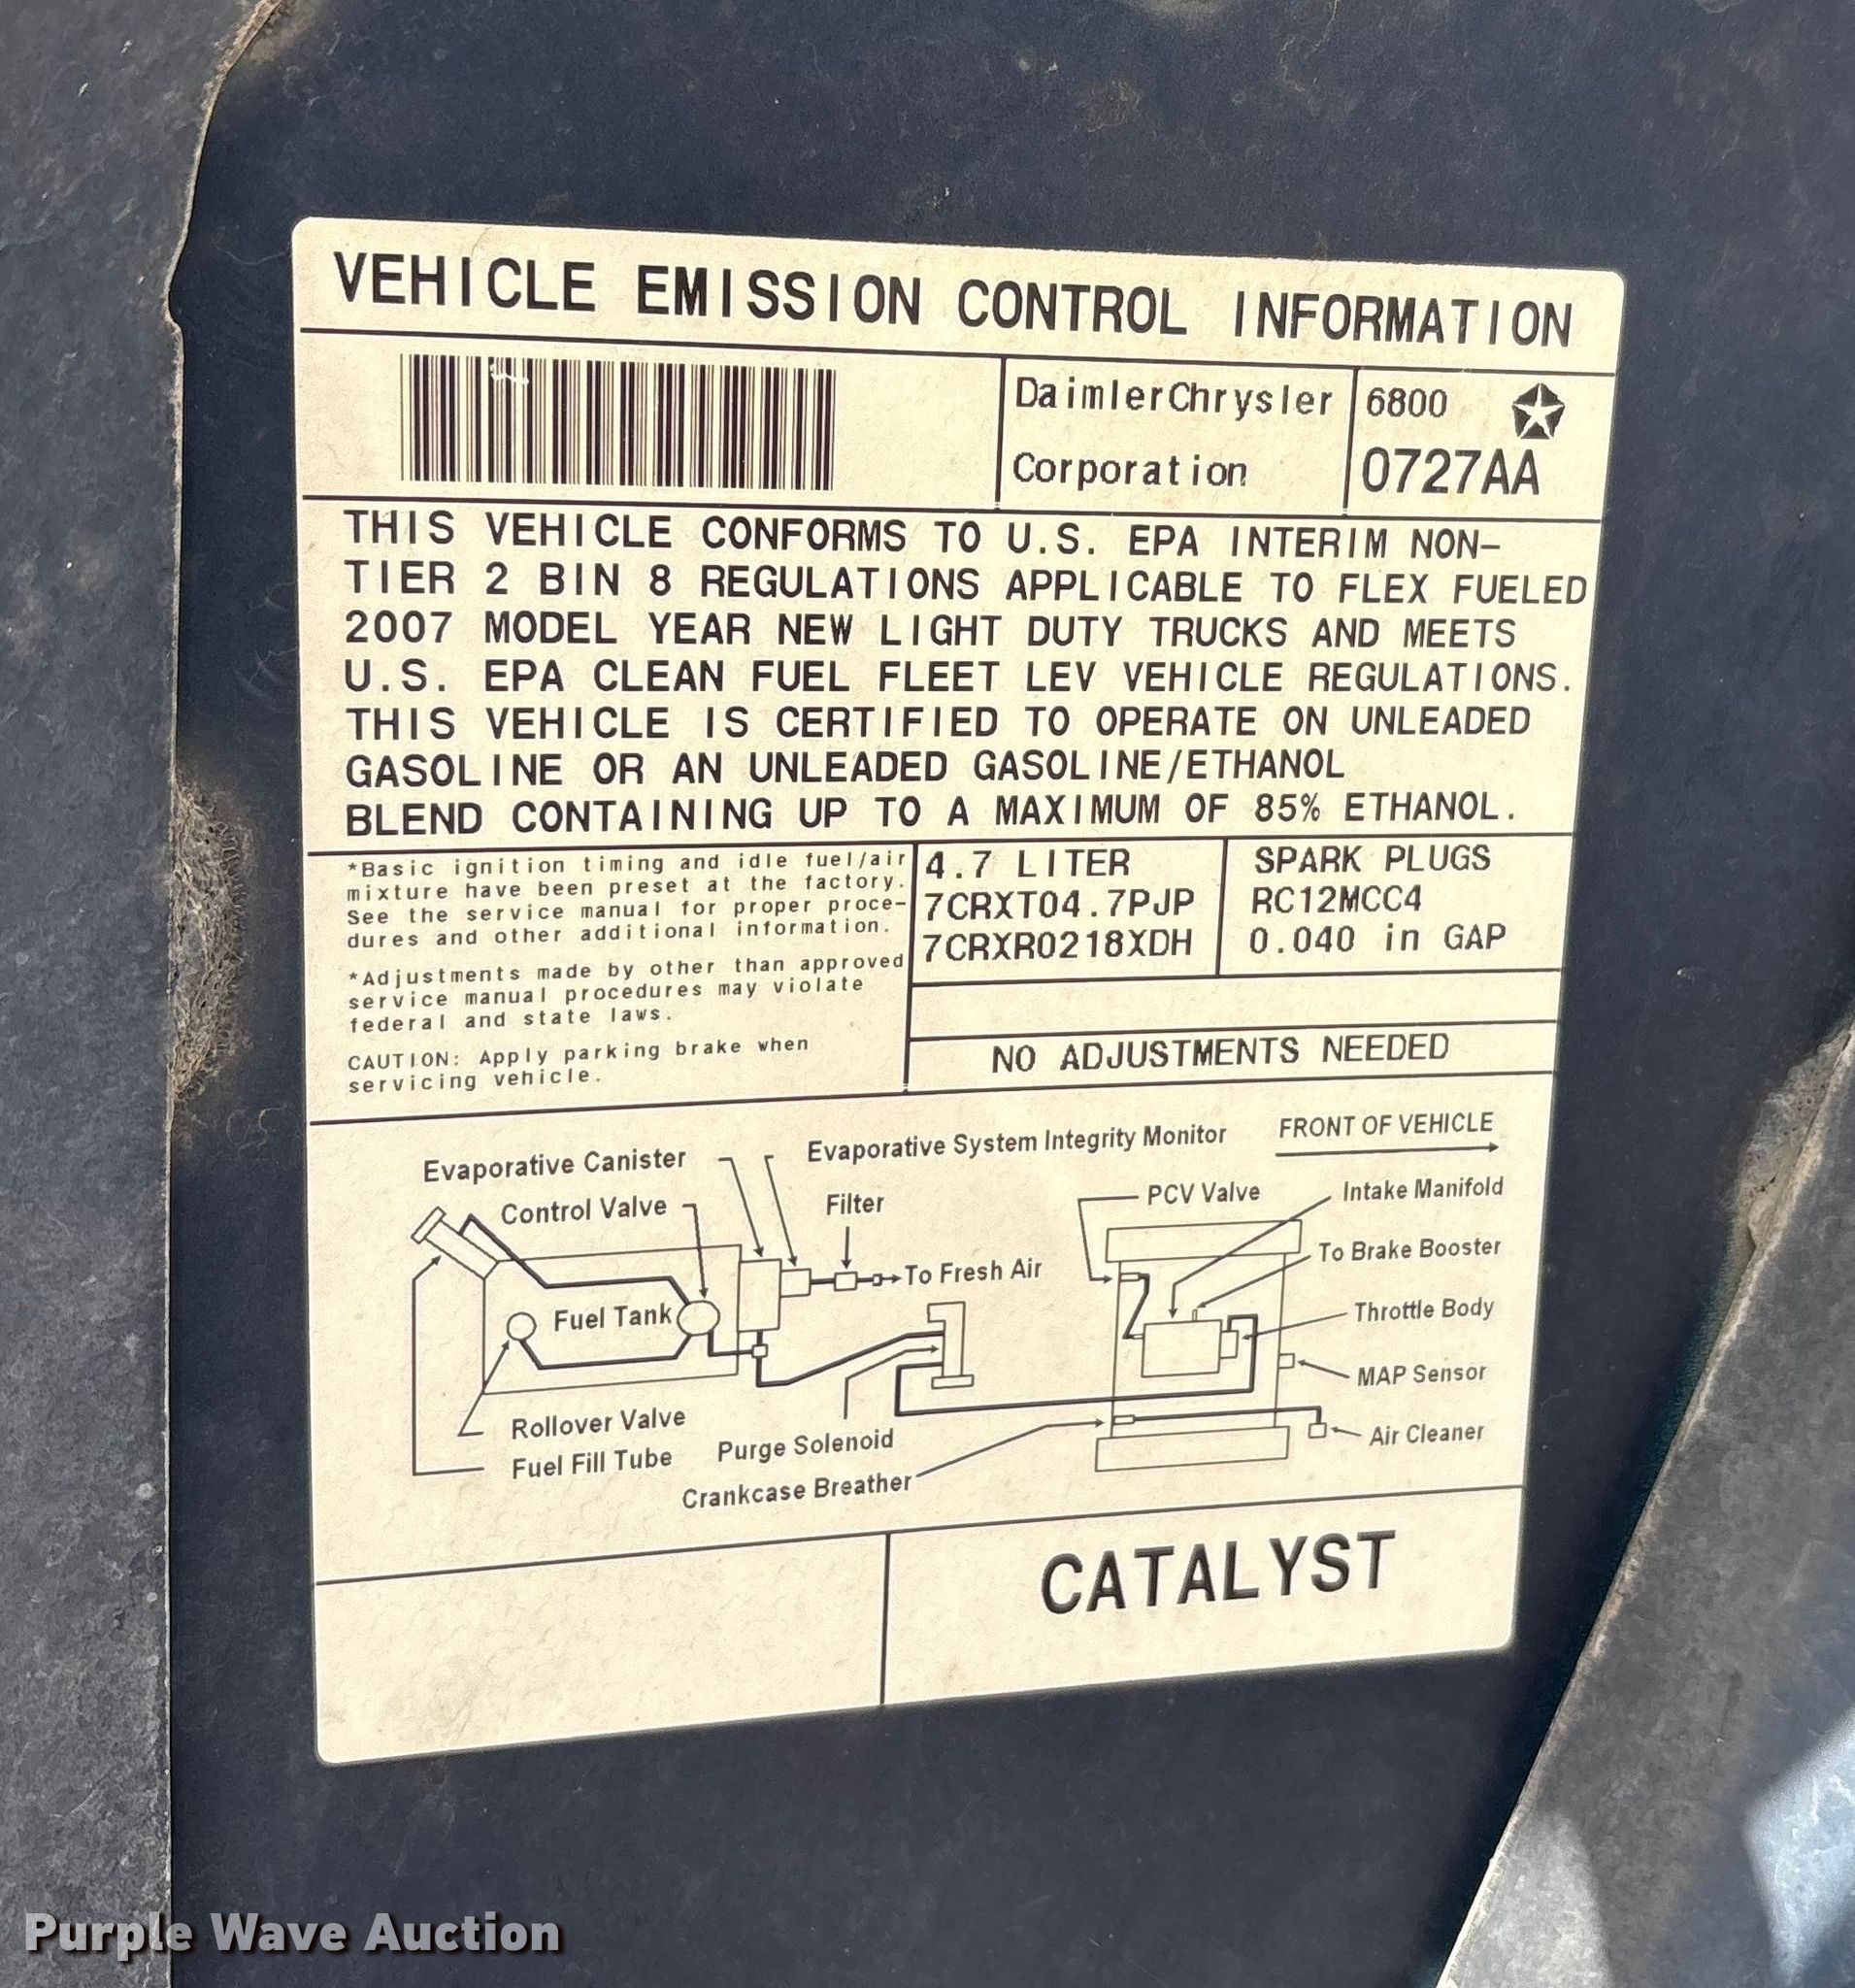 VEHICLE EMISSION CONTROL INFORMATION
DaimlerChrysler
Corporation
6800
0727AA
THIS VEHICLE CONFORMS TO U.S. EPA INTERIM NON-
TIER 2 BIN 8 REGULATIONS APPLICABLE TO FLEX FUELED
2007 MODEL YEAR NEW LIGHT DUTY TRUCKS AND MEETS
U.S. EPA CLEAN FUEL FLEET LEV VEHICLE REGULATIONS.
THIS VEHICLE IS CERTIFIED TO OPERATE ON UNLEADED
GASOLINE OR AN UNLEADED GASOLINE/ETHANOL
BLEND CONTAINING UP TO A MAXIMUM OF 85% ETHANOL.
*Basic ignition timing and idle fuel/air
mixture have been preset at the factory.
See the service manual for proper proce-
dures and other additional information.
*Adjustments made by other than approved
service manual procedures may violate
federal and state laws.
CAUTION: Apply parking brake when
servicing vehicle.
4.7 LITER
7CRXT04.7PJP
7CRXR0218XDH
SPARK PLUGS
RC12MCC4
0.040 in GAP
NO ADJUSTMENTS NEEDED
Evaporative Canister
Evaporative System Integrity Monitor
FRONT OF VEHICLE
Control Valve
Filter
PCV Valve
Intake Manifold
To Brake Booster
To Fresh Air
Fuel Tank
Throttle Body
MAP Sensor
Rollover Valve
Purge Solenoid
Air Cleaner
Fuel Fill Tube
Crankcase Breather
CATALYST
Purple Wave Auction